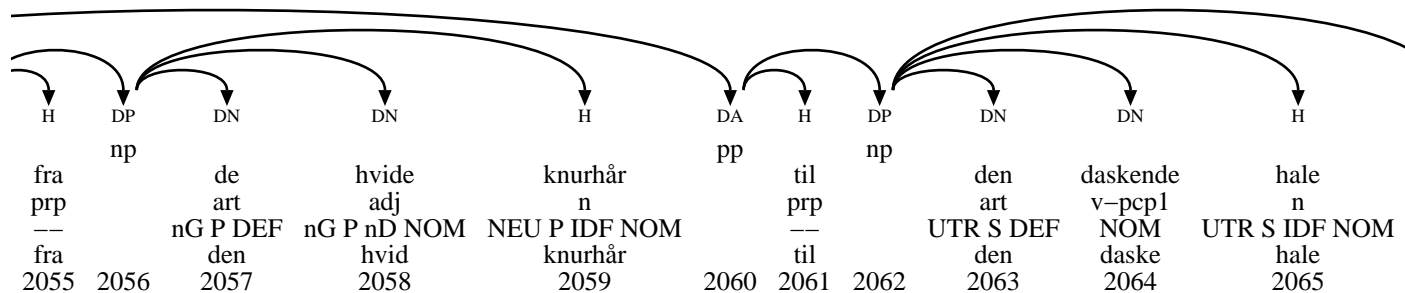 H DP DN DN H DA H DP DN DN H
np pp np
fra de hvide knurhår til den daskende hale
prp art adj n prp art v−pcp1 n
−− nG P DEF nG P nD NOM NEU P IDF NOM −− UTR S DEF NOM UTR S IDF NOM
fra den hvid knurhår til den daske hale
2055 2056 2057 2058 2059 2060 2061 2062 2063 2064 2065